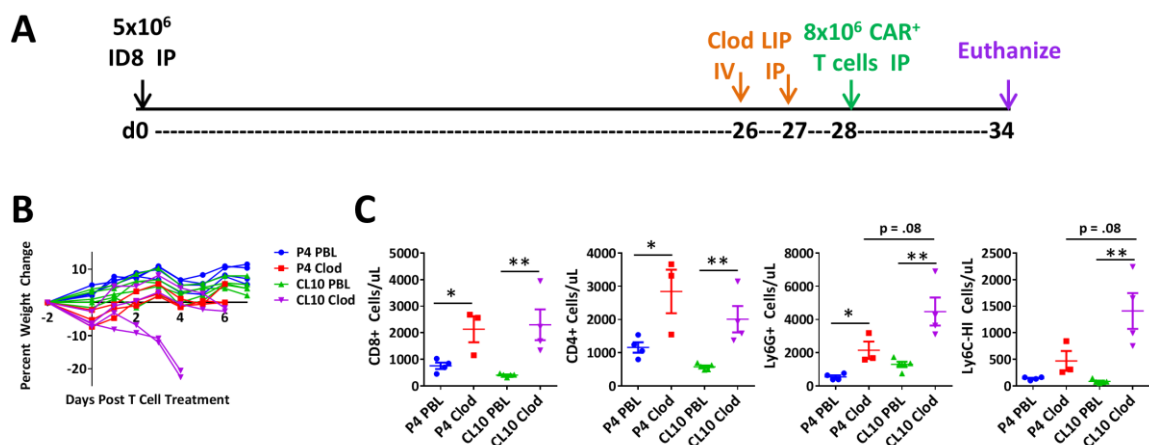 A
5x10⁶
ID8 IP
Clod LIP
IV IP
8x10⁶ CAR⁺
T cells IP
Euthanize
d0 ----26---27---28----34
B
Percent Weight Change
10
-2 2 4 6
-10
-20
Days Post T Cell Treatment
P4 PBL
P4 Clod
CL10 PBL
CL10 Clod
C
CD8+ Cells/uL
5000
4000
3000
2000
1000
0
*
**
P4 PBL
P4 Clod
CL10 PBL
CL10 Clod
CD4+ Cells/uL
4000
3000
2000
1000
0
*
**
P4 PBL
P4 Clod
CL10 PBL
CL10 Clod
Ly6G+ Cells/uL
8000
6000
4000
2000
0
p = .08
*
**
P4 PBL
P4 Clod
CL10 PBL
CL10 Clod
Ly6C-HI Cells/uL
2500
2000
1500
1000
500
0
p = .08
**
P4 PBL
P4 Clod
CL10 PBL
CL10 Clod